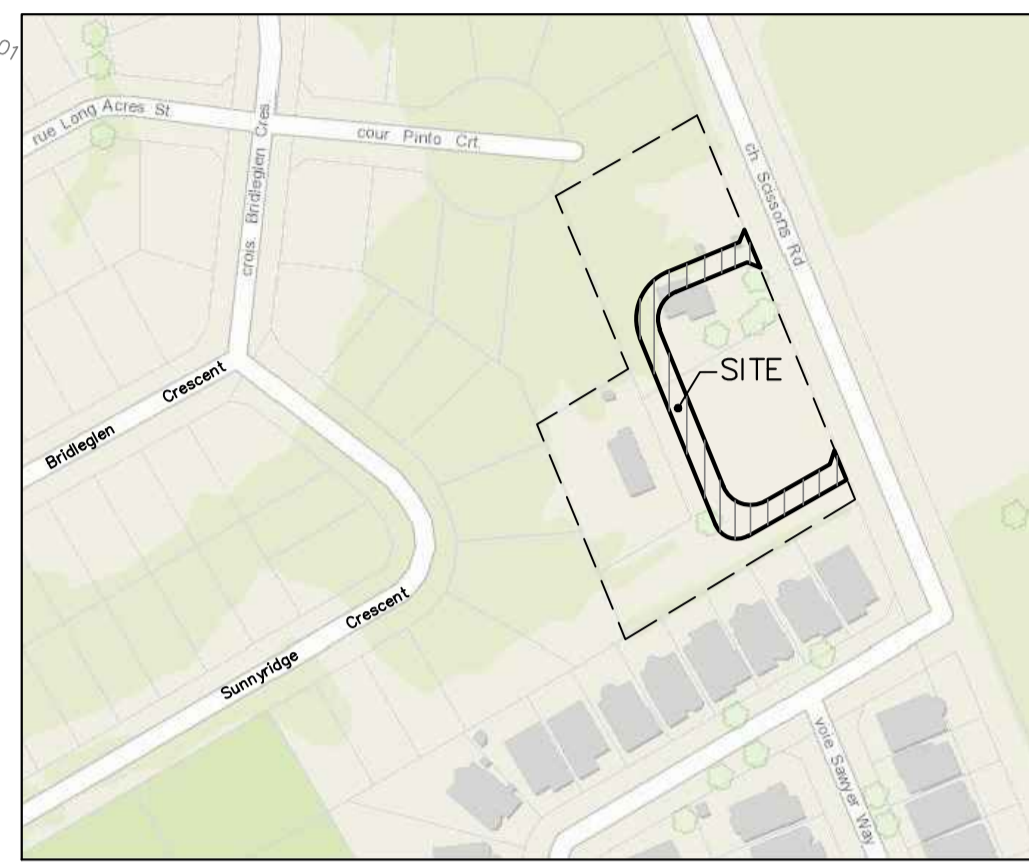 rue Long Acres St
crois. Bridleglen Cres
cour Pinto Crt.
ch Scissons Rd
SITE
Bridleglen Crescent
Sunnyridge Crescent
voie Sawyer Way